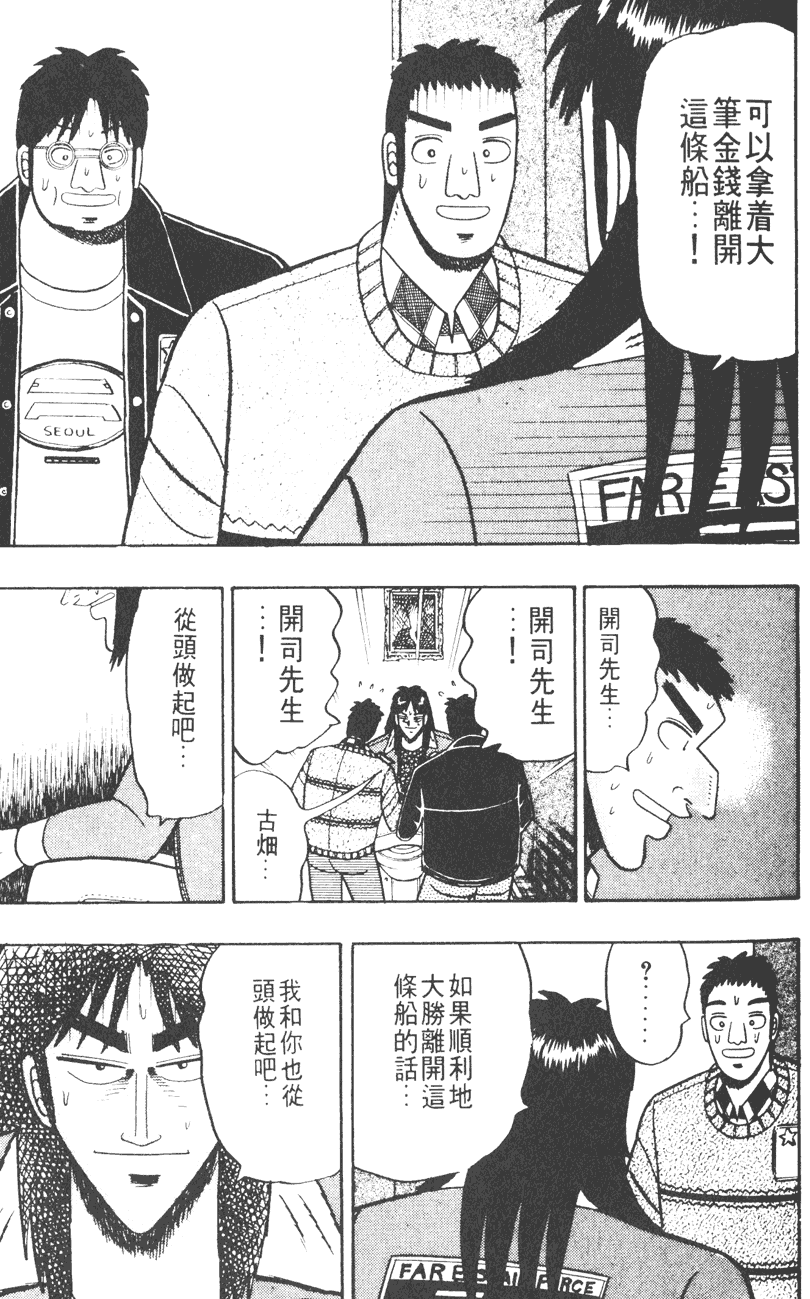 可以拿着大
筆金錢離開
這條船…！
SEOUL
FAR EAS
開司先生…
開司先生
…！
開司先生
…！
古畑…
從頭做起吧…
？……
如果順利地
大勝離開這
條船的話…
我和你也從
頭做起吧…
FAR EAS AI FORCE